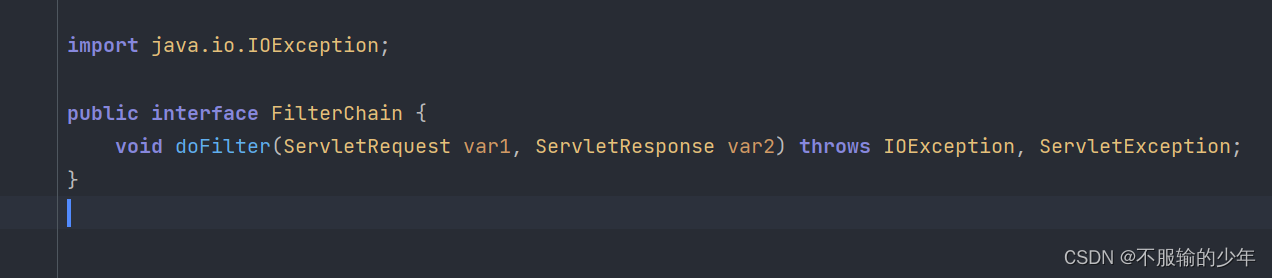 import java.io.IOException;
public interface FilterChain {
    void doFilter(ServletRequest var1, ServletResponse var2) throws IOException, ServletException;
}
CSDN @不服输的少年